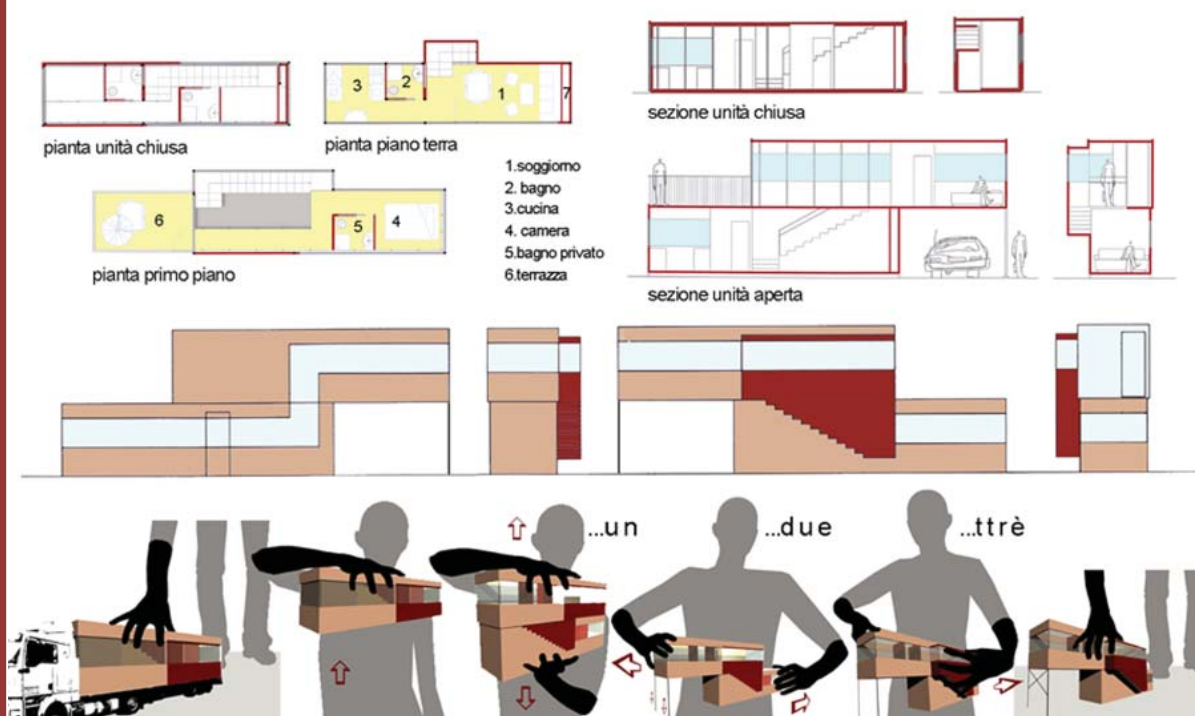 pianta unità chiusa
3
2
1
7
pianta piano terra
6
5
4
pianta primo piano
1.soggiorno
2. bagno
3.cucina
4. camera
5.bagno privato
6.terrazza
sezione unità chiusa
sezione unità aperta
...un
...due
...ttrè